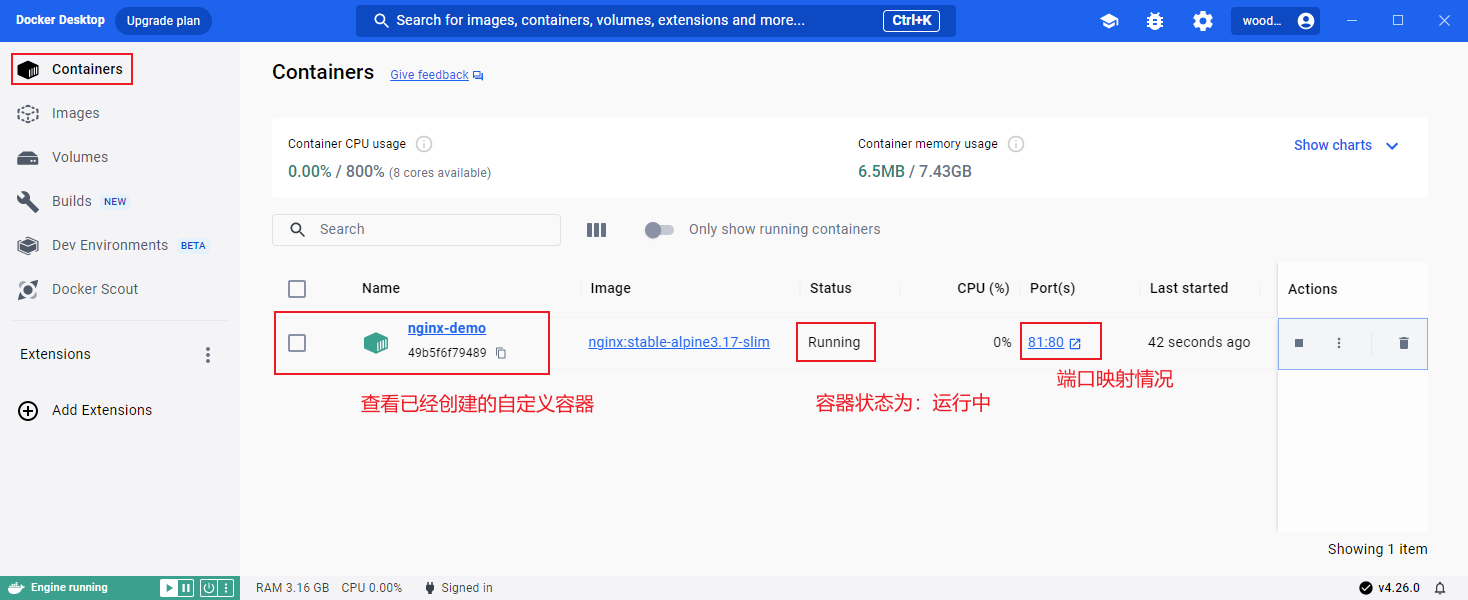 Docker Desktop Upgrade plan Search for images, containers, volumes, extensions and more... Ctrl+K wood...
Containers
Images
Volumes
Builds NEW
Dev Environments BETA
Docker Scout
Extensions
Add Extensions
Containers Give feedback
Container CPU usage
0.00% / 800% (8 cores available)
Container memory usage
6.5MB / 7.43GB
Show charts
Search
Only show running containers
Name Image Status CPU (%) Port(s) Last started Actions
nginx-demo
49b5f6f79489
nginx:stable-alpine3.17-slim Running 0% 81:80 42 seconds ago
查看已经创建的自定义容器
容器状态为：运行中
端口映射情况
Showing 1 item
Engine running RAM 3.16 GB CPU 0.00% Signed in v4.26.0